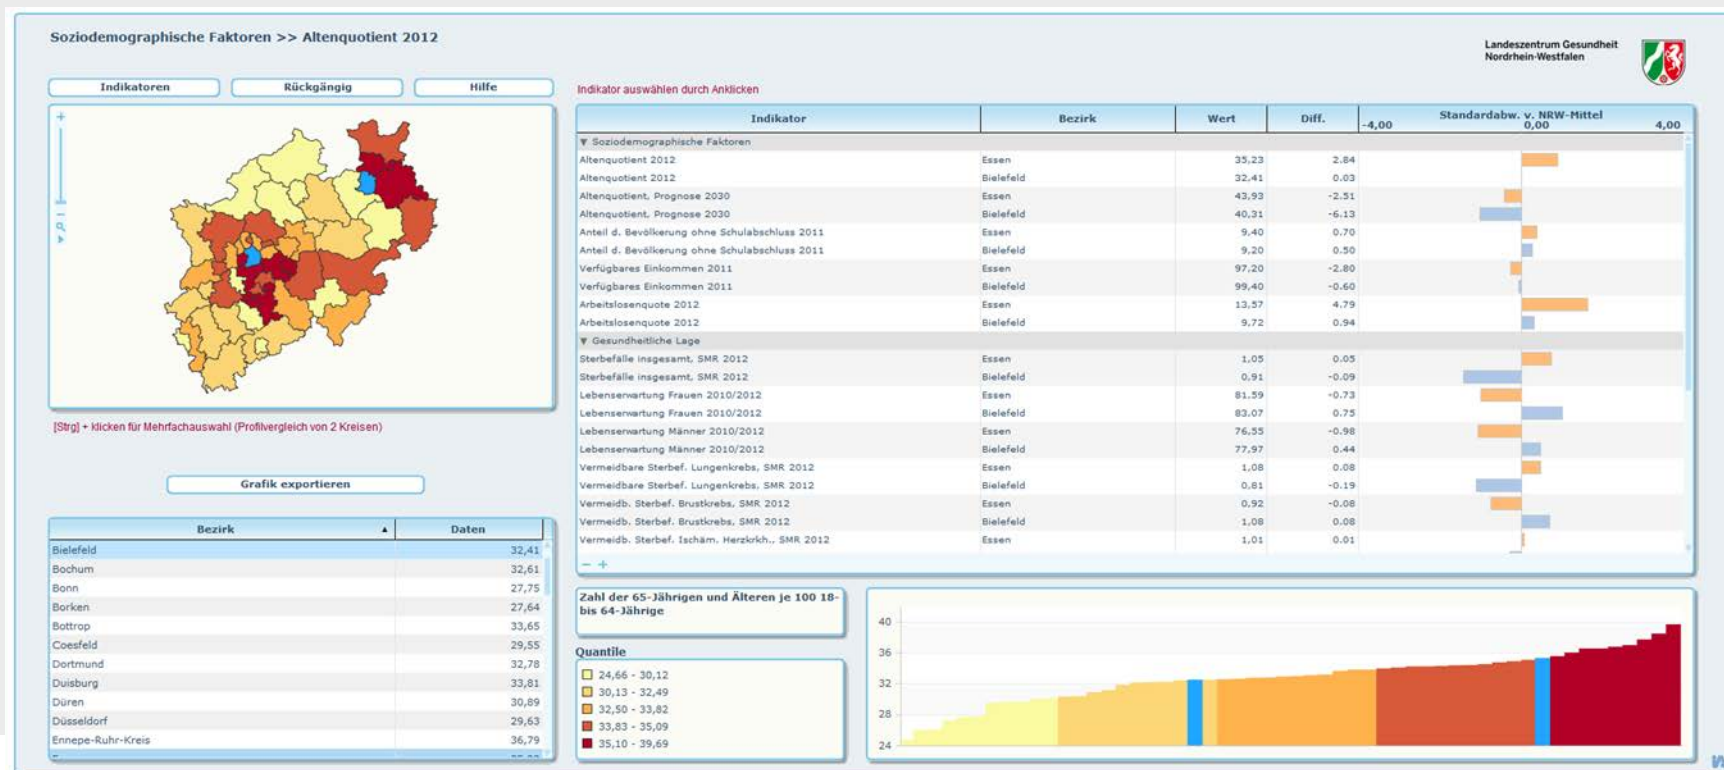 Soziodemographische Faktoren >> Altenquotient 2012
Landeszentrum Gesundheit
Nordrhein-Westfalen
Indikatoren Rückgängig Hilfe
Indikator auswählen durch Anklicken
Indikator Bezirk Wert Diff. Standardabw. v. NRW-Mittel
-4,00 0,00 4,00
▼ Soziodemographische Faktoren
Altenquotient 2012 Essen 35,23 2.84
Altenquotient 2012 Bielefeld 32,41 0.03
Altenquotient, Prognose 2030 Essen 43,93 -2.51
Altenquotient, Prognose 2030 Bielefeld 40,31 -6.13
Anteil d. Bevölkerung ohne Schulabschluss 2011 Essen 9,40 0.70
Anteil d. Bevölkerung ohne Schulabschluss 2011 Bielefeld 9,20 0.50
Verfügbares Einkommen 2011 Essen 97,20 -2.80
Verfügbares Einkommen 2011 Bielefeld 99,40 -0.60
Arbeitslosenquote 2012 Essen 13,57 4.79
Arbeitslosenquote 2012 Bielefeld 9,72 0.94
▼ Gesundheitliche Lage
Sterbefälle insgesamt, SMR 2012 Essen 1,05 0.05
Sterbefälle insgesamt, SMR 2012 Bielefeld 0,91 -0.09
Lebenserwartung Frauen 2010/2012 Essen 81.59 -0.73
Lebenserwartung Frauen 2010/2012 Bielefeld 83.07 0.75
Lebenserwartung Männer 2010/2012 Essen 76,55 -0.98
Lebenserwartung Männer 2010/2012 Bielefeld 77,97 0.44
Vermeidbare Sterbef. Lungenkrebs, SMR 2012 Essen 1,08 0.08
Vermeidbare Sterbef. Lungenkrebs, SMR 2012 Bielefeld 0,81 -0.19
Vermeidb. Sterbef. Brustkrebs, SMR 2012 Essen 0,92 -0.08
Vermeidb. Sterbef. Brustkrebs, SMR 2012 Bielefeld 1,08 0.08
Vermeidb. Sterbef. Ischäm. Herzkrkh., SMR 2012 Essen 1,01 0.01
- +
[Strg] + klicken für Mehrfachauswahl (Profilvergleich von 2 Kreisen)
Grafik exportieren
Bezirk ▲ Daten
Bielefeld 32,41
Bochum 32,61
Bonn 27,75
Borken 27,64
Bottrop 33,65
Coesfeld 29,55
Dortmund 32,78
Duisburg 33,81
Düren 30,89
Düsseldorf 29,63
Ennepe-Ruhr-Kreis 36,79
Zahl der 65-Jährigen und Älteren je 100 18-
bis 64-Jährige
Quantile
24,66 - 30,12
30,13 - 32,49
32,50 - 33,82
33,83 - 35,09
35,10 - 39,69
40
36
32
28
24